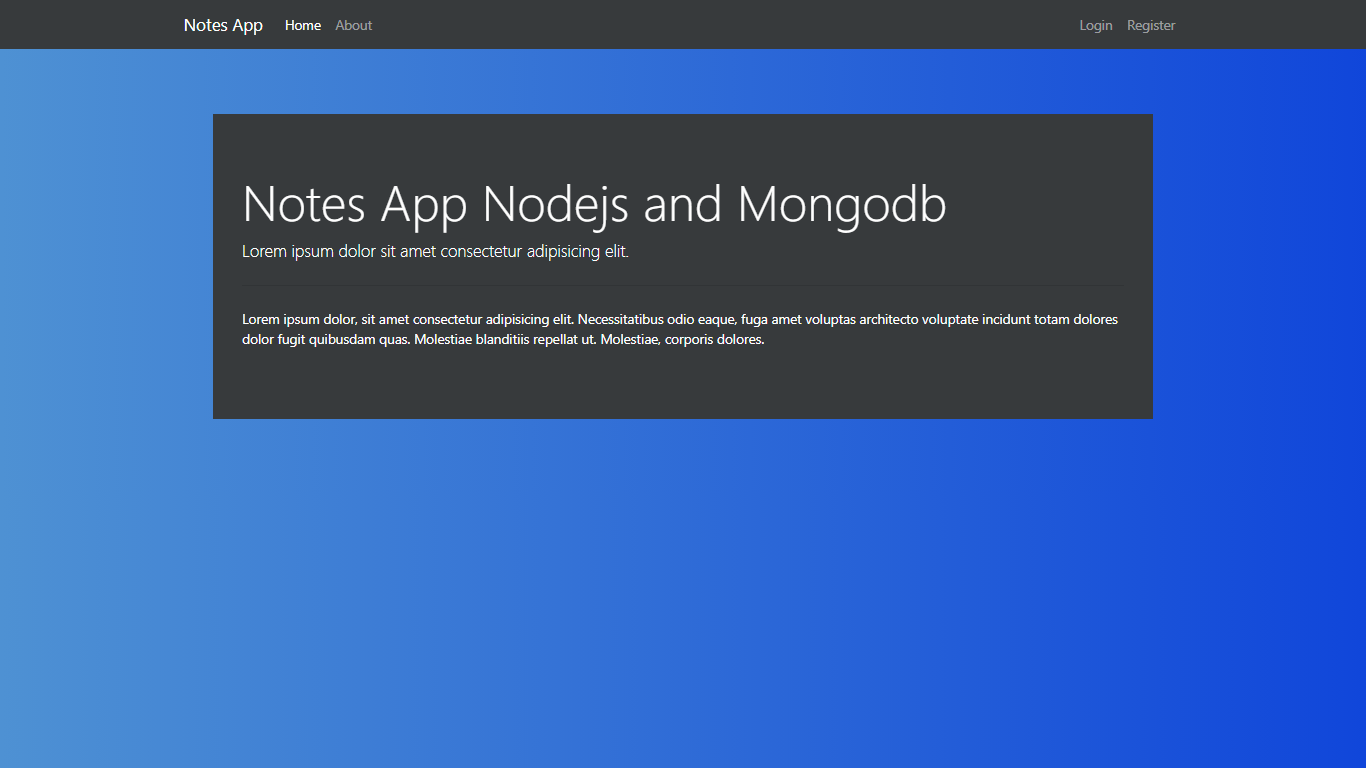 Notes App Home About Login Register
Notes App Nodejs and Mongodb
Lorem ipsum dolor sit amet consectetur adipisicing elit.
Lorem ipsum dolor, sit amet consectetur adipisicing elit. Necessitatibus odio eaque, fuga amet voluptas architecto voluptate incidunt totam dolores
dolor fugit quibusdam quas. Molestiae blanditiis repellat ut. Molestiae, corporis dolores.